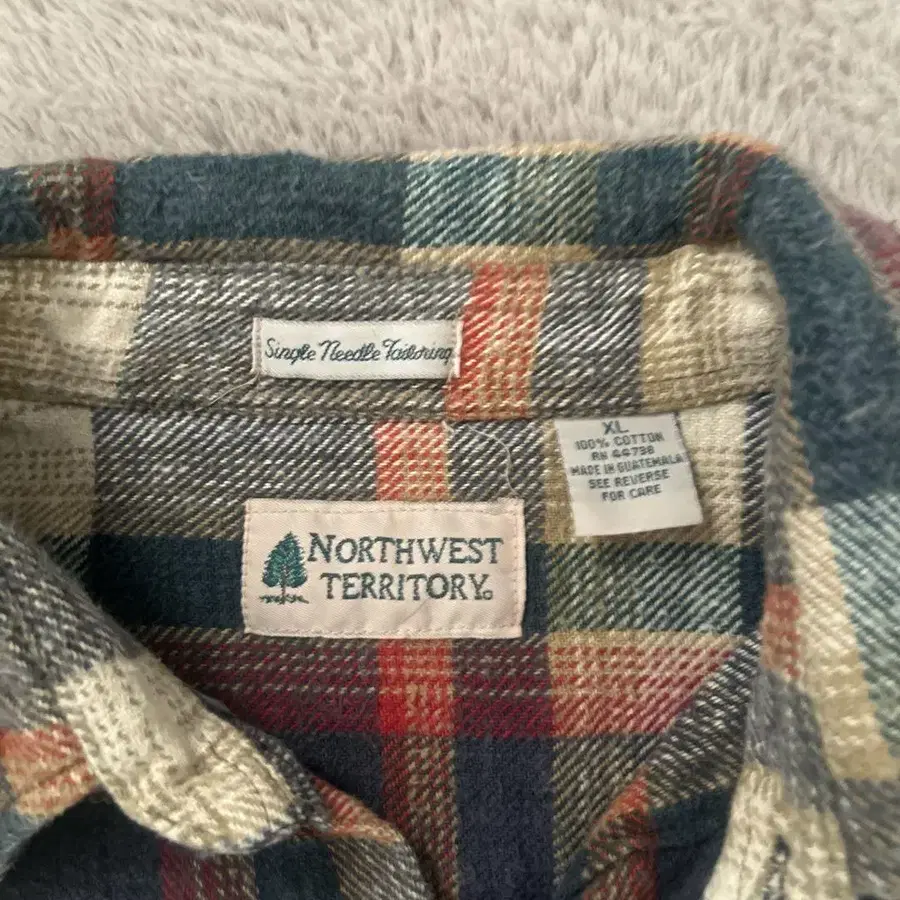 Single Needle Tailoring
XL
100% COTTON
RN 44738
MADE IN GUATEMALA
SEE REVERSE
FOR CARE
NORTHWEST
TERRITORY